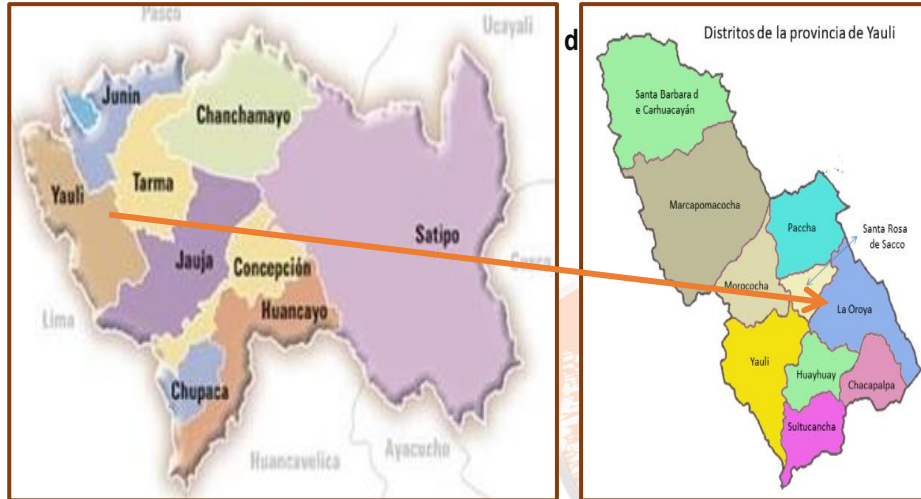 Pasco
Ucayali
Junin
Chanchamayo
Tarma
Yauli
Satipo
Jauja
Concepción
Cusco
Huancayo
Lima
Chupaca
Ayacucho
Huancavelica
d
Distritos de la provincia de Yauli
Santa Barbara d
e Carhuacayán
Marcapomacocha
Paccha
Santa Rosa
de Sacco
Morococha
La Oroya
Yauli
Huayhuay
Chacapalpa
Suitucancha